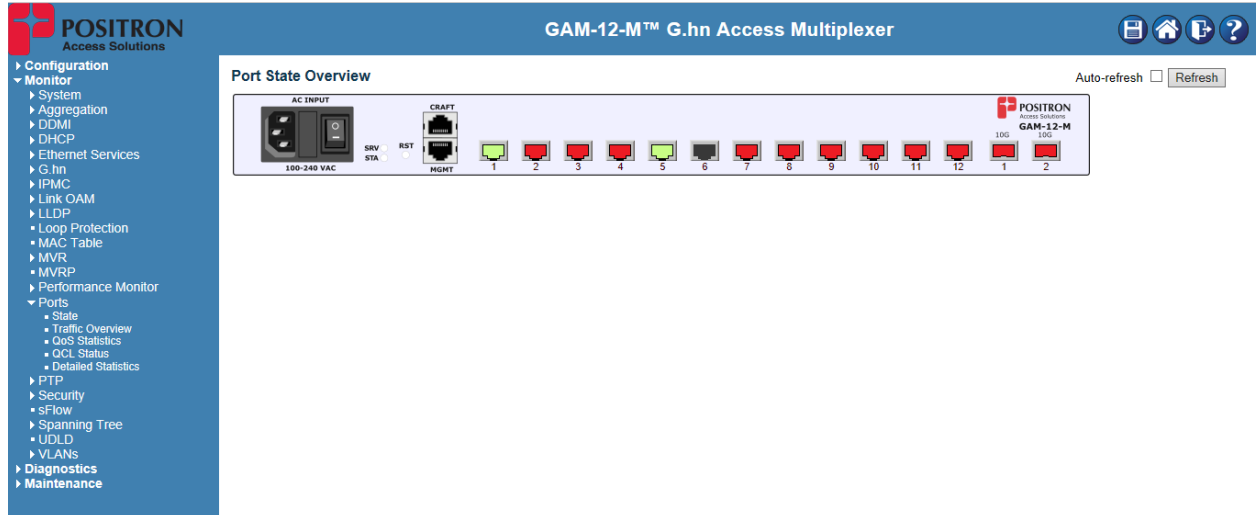 POSITRON
Access Solutions
GAM-12-M™ G.hn Access Multiplexer
?
Configuration
Monitor
System
Aggregation
DDMI
DHCP
Ethernet Services
G.hn
IPMC
Link OAM
LLDP
Loop Protection
MAC Table
MVR
MVRP
Performance Monitor
Ports
State
Traffic Overview
QoS Statistics
QCL Status
Detailed Statistics
PTP
Security
sFlow
Spanning Tree
UDLD
VLANs
Diagnostics
Maintenance
Port State Overview
Auto-refresh Refresh
AC INPUT
100-240 VAC
SRV
STA
RST
CRAFT
MGMT
POSITRON
Access Solutions
GAM-12-M
10G 10G
1 2 3 4 5 6 7 8 9 10 11 12 1 2